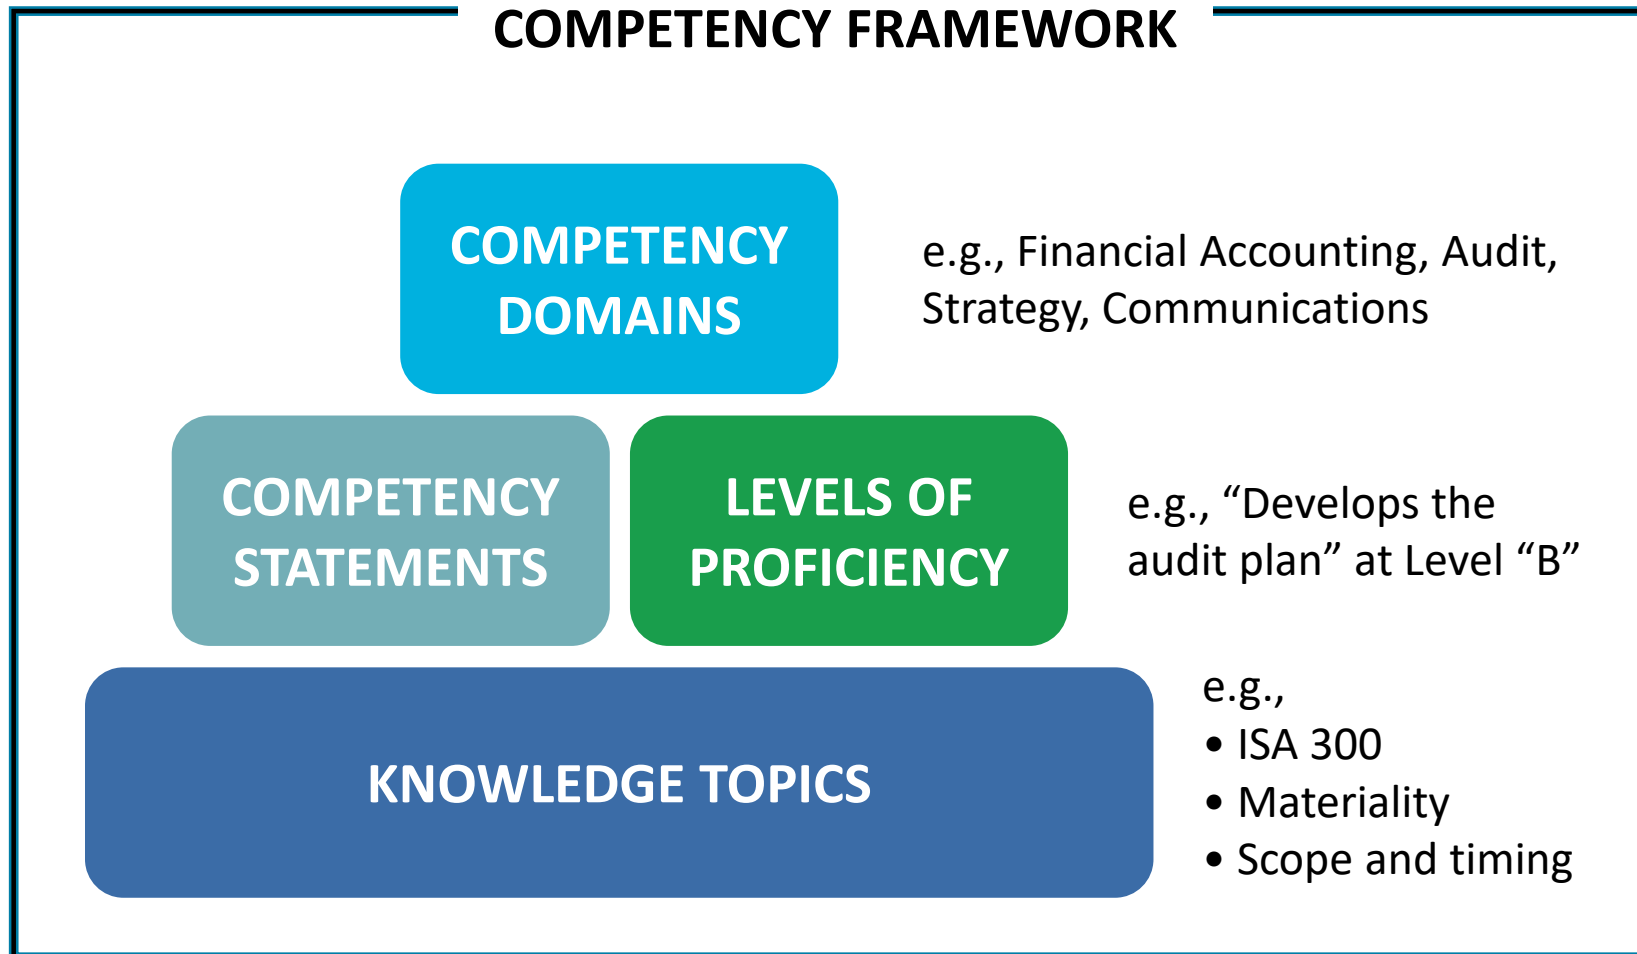 COMPETENCY FRAMEWORK
COMPETENCY
DOMAINS
e.g., Financial Accounting, Audit,
Strategy, Communications
COMPETENCY
STATEMENTS
LEVELS OF
PROFICIENCY
e.g., “Develops the
audit plan” at Level “B”
KNOWLEDGE TOPICS
e.g.,
• ISA 300
• Materiality
• Scope and timing